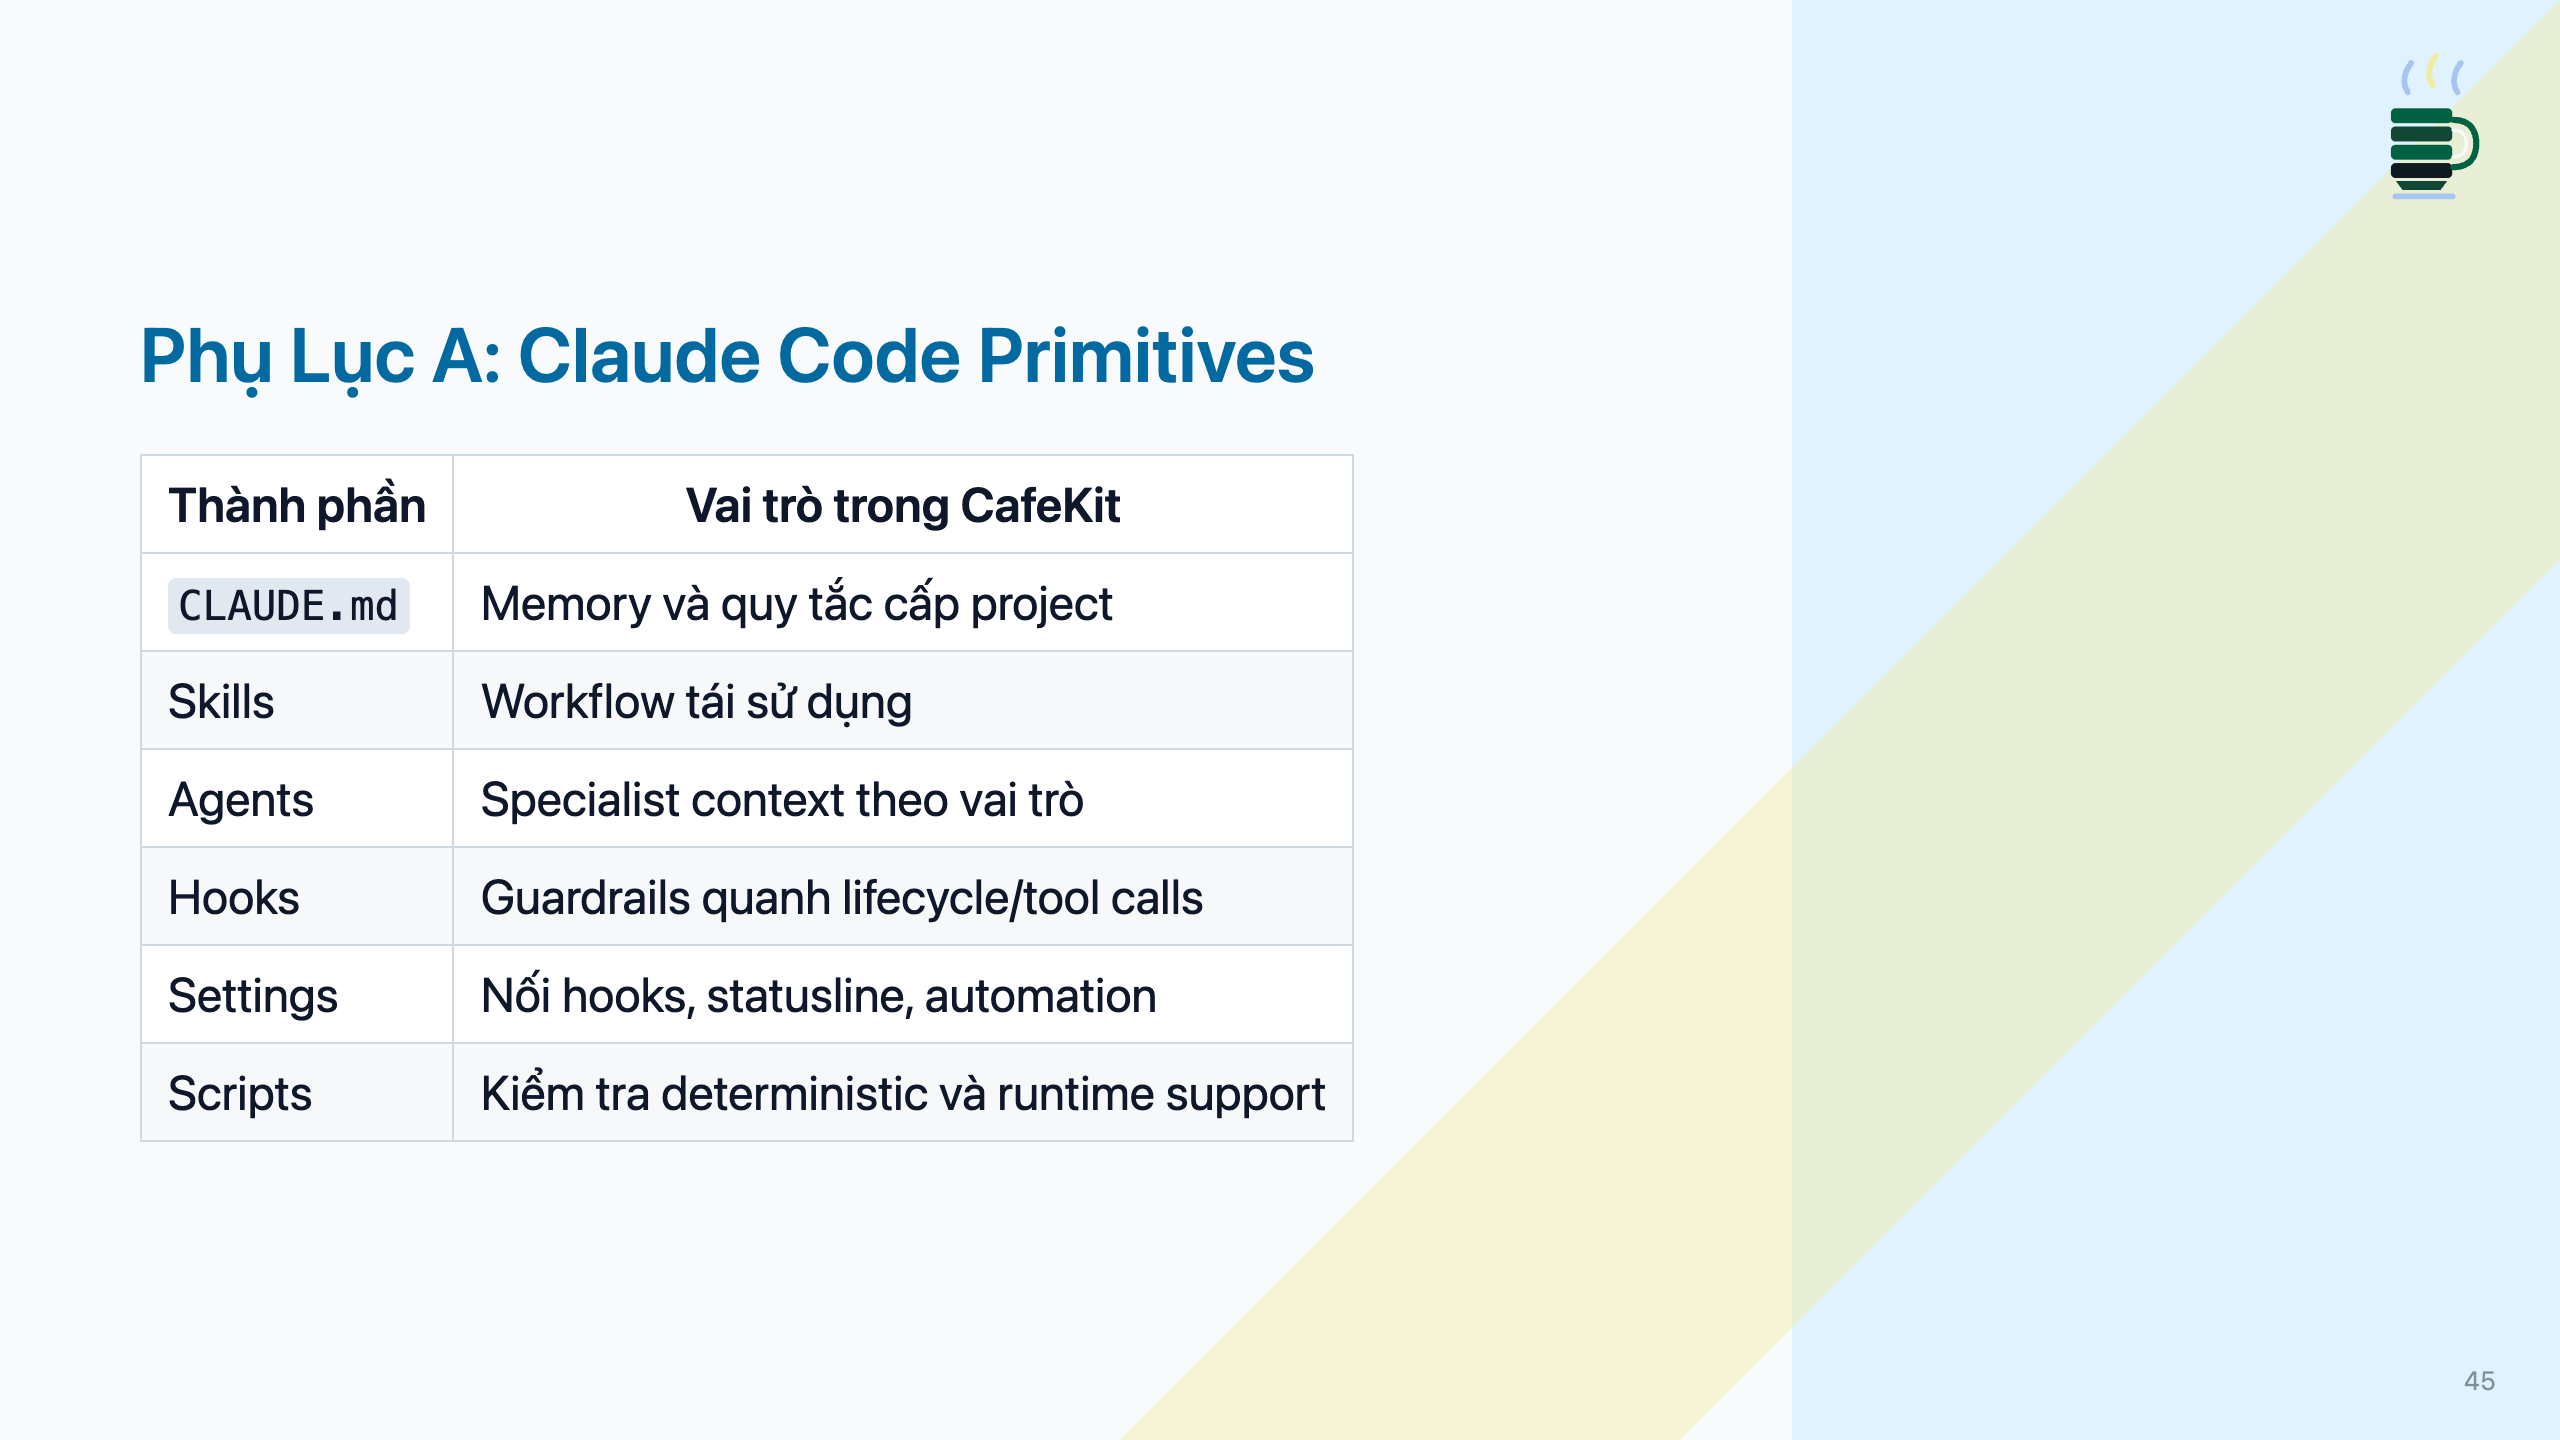 Phụ Lục A: Claude Code Primitives
Thành phần Vai trò trong CafeKit
CLAUDE.md Memory và quy tắc cấp project
Skills Workflow tái sử dụng
Agents Specialist context theo vai trò
Hooks Guardrails quanh lifecycle/tool calls
Settings Nối hooks, statusline, automation
Scripts Kiểm tra deterministic và runtime support
45